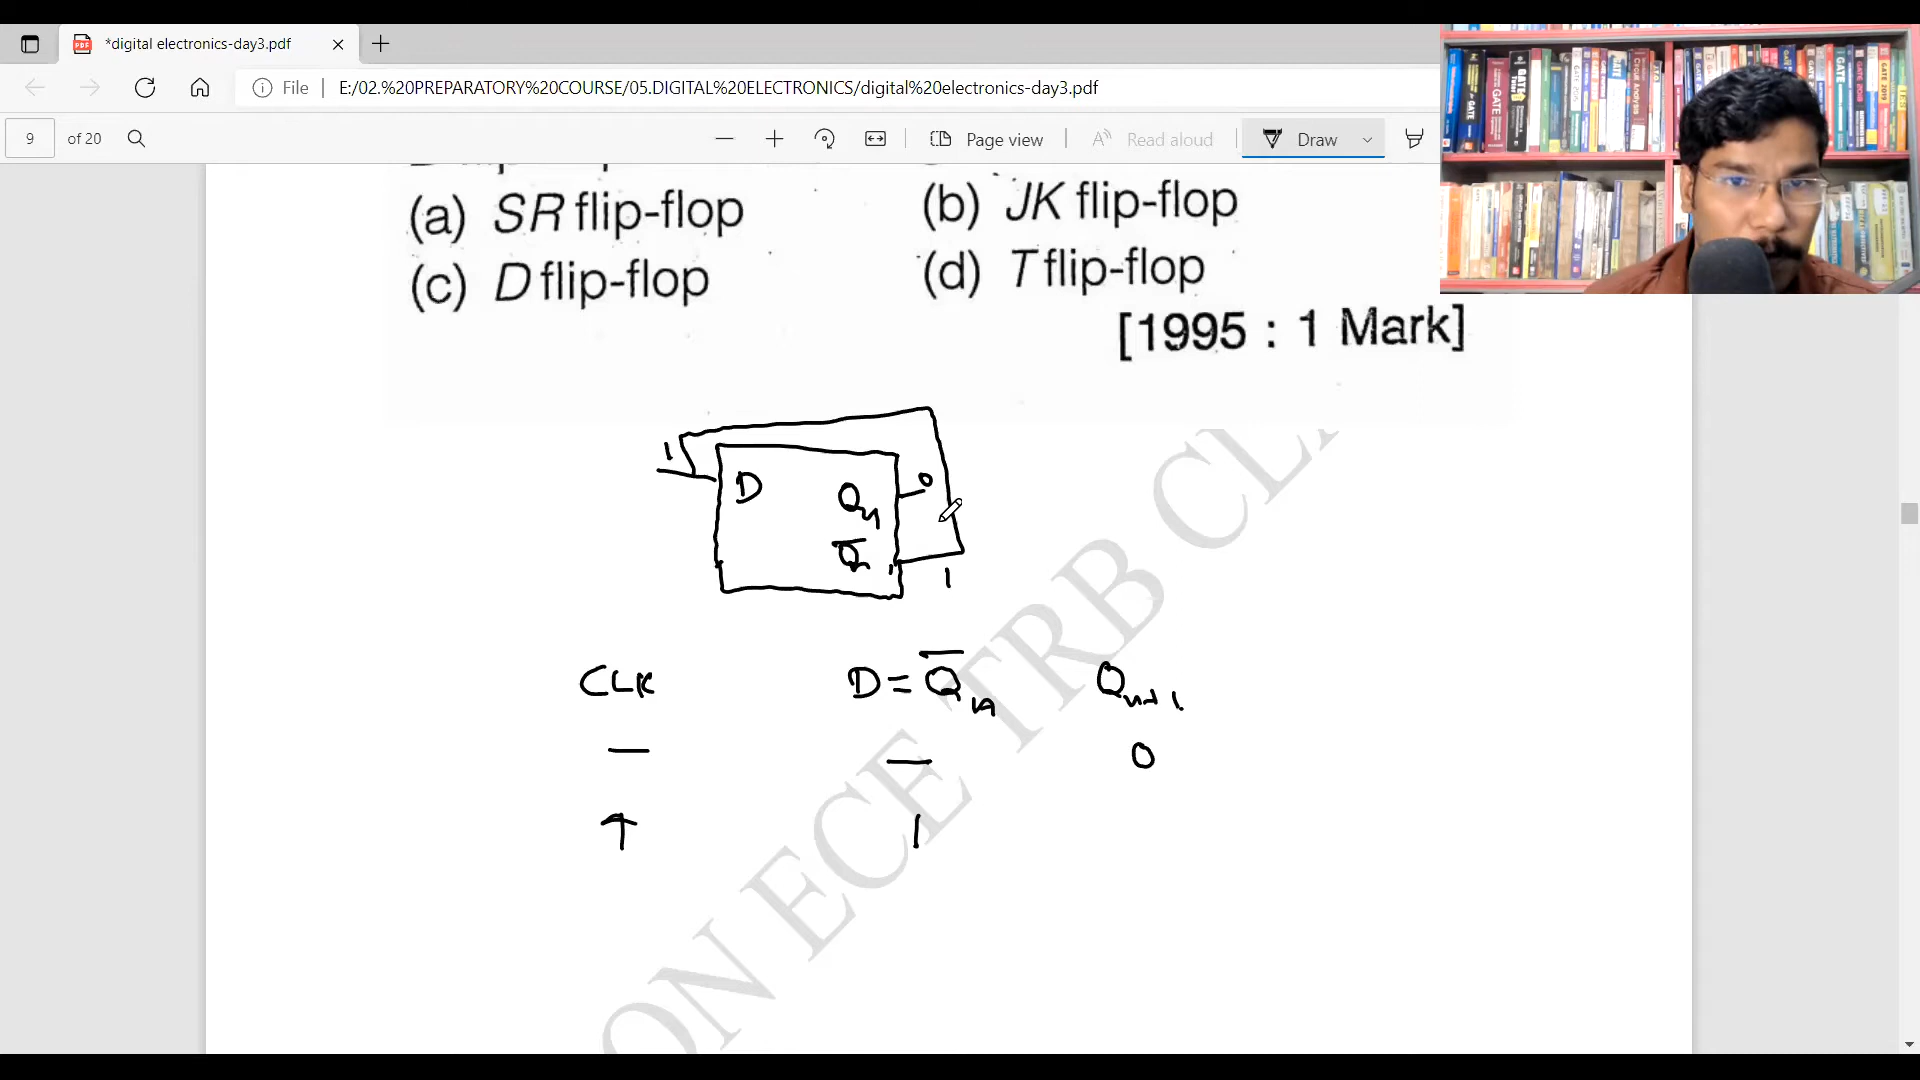 *digital electronics-day3.pdf
File E:/02.%20PREPARATORY%20COURSE/05.DIGITAL%20ELECTRONICS/digital%20electronics-day3.pdf
9 of 20 Page view Read aloud Draw
(a) SR flip-flop (b) JK flip-flop
(c) D flip-flop (d) T flip-flop
[1995 : 1 Mark]
1
D Qn 0
Q̅ 1
CLK D = Q̅n Qn+1
— — 0
↑ 1
ON ECE TRB CL